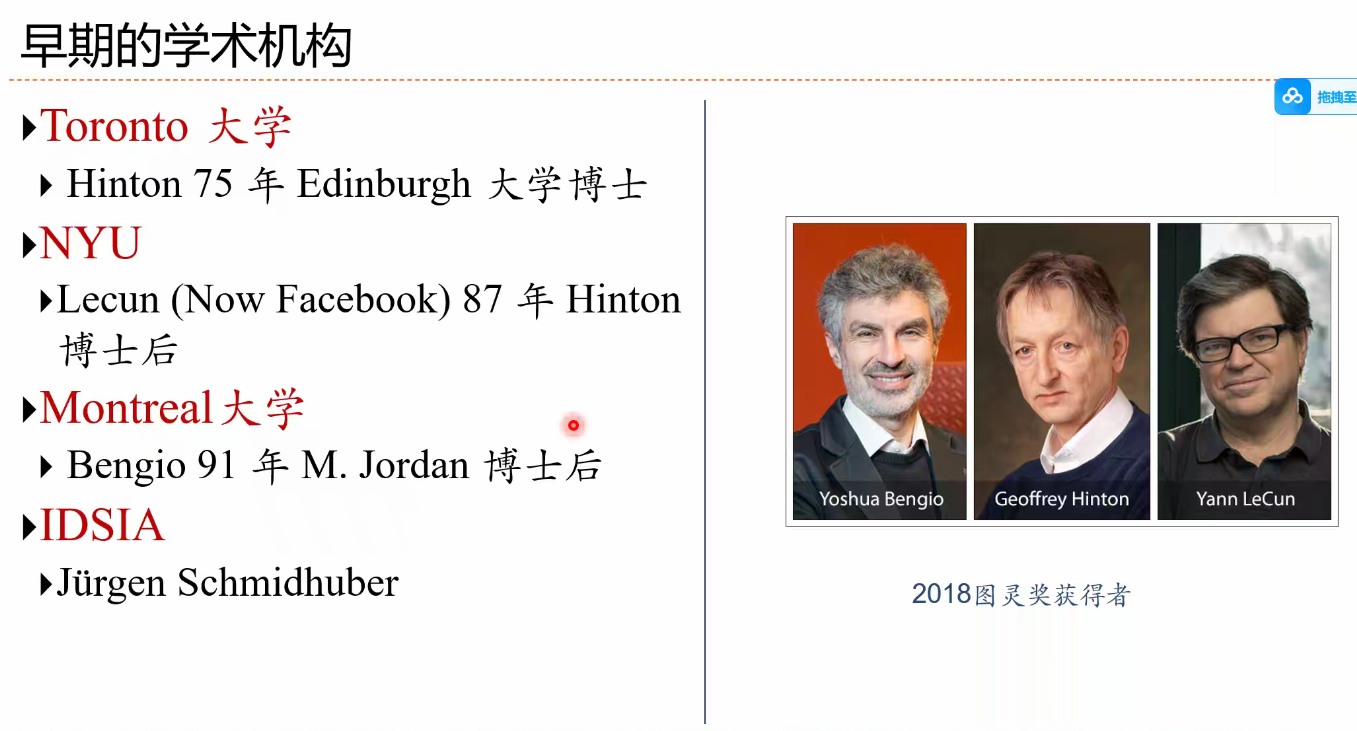 早期的学术机构
拖拽至
Toronto 大学
Hinton 75 年 Edinburgh 大学博士
NYU
Lecun (Now Facebook) 87 年 Hinton
博士后
Montreal大学
Bengio 91 年 M. Jordan 博士后
IDSIA
Jürgen Schmidhuber
Yoshua Bengio
Geoffrey Hinton
Yann LeCun
2018图灵奖获得者